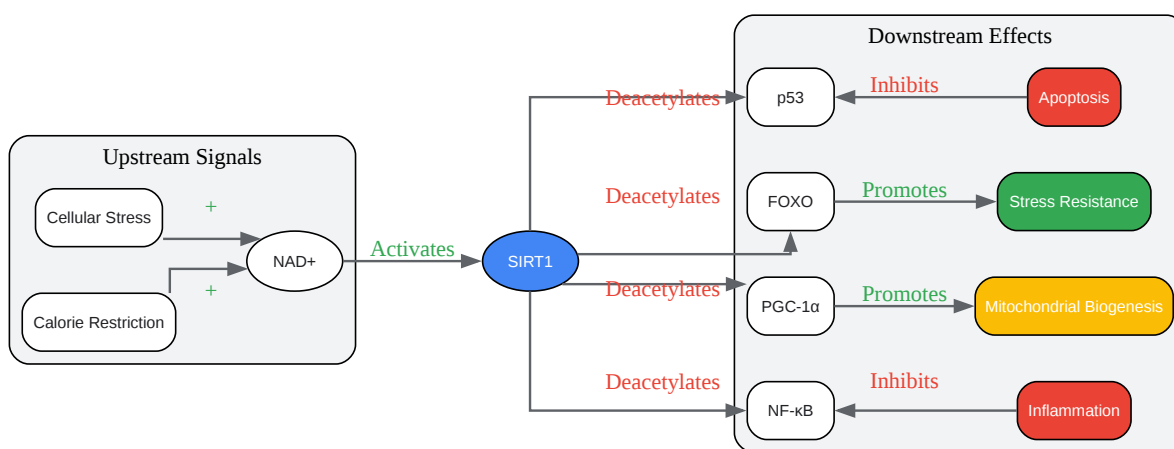 Downstream Effects
Deacetylates
p53
Inhibits
Apoptosis
Upstream Signals
Cellular Stress
+
Deacetylates
FOXO
Promotes
Stress Resistance
NAD+
Activates
SIRT1
+
Calorie Restriction
Deacetylates
PGC-1α
Promotes
Mitochondrial Biogenesis
Deacetylates
NF-κB
Inhibits
Inflammation